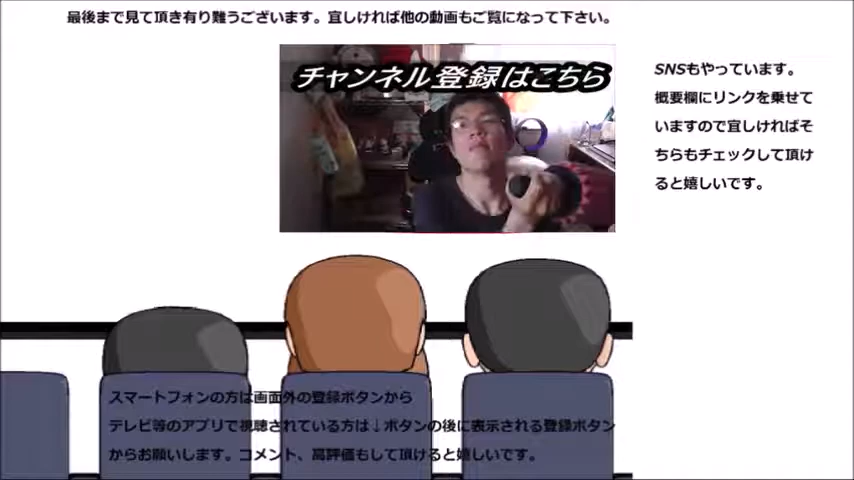 最後まで見て頂き有り難うございます。宜しければ他の動画もご覧になって下さい。
チャンネル登録はこちら
SNSもやっています。
概要欄にリンクを乗せて
いますので宜しければそ
ちらもチェックして頂け
ると嬉しいです。
スマートフォンの方は画面外の登録ボタンから
テレビ等のアプリで視聴されている方は↓ボタンの後に表示される登録ボタン
からお願いします。コメント、高評価もして頂けると嬉しいです。